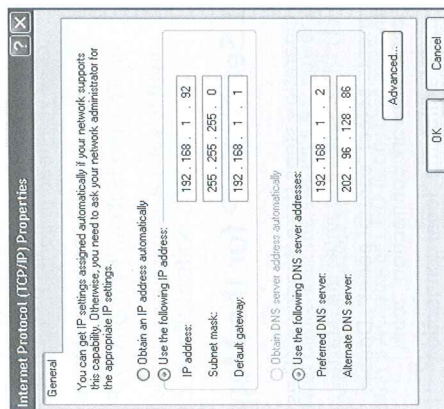 Internet Protocol (TCP/IP) Properties
General
You can get IP settings assigned automatically if your network supports
this capability. Otherwise, you need to ask your network administrator for
the appropriate IP settings.
Obtain an IP address automatically
Use the following IP address:
IP address: 192 . 168 . 1 . 92
Subnet mask: 255 . 255 . 255 . 0
Default gateway: 192 . 168 . 1 . 1
Obtain DNS server address automatically
Use the following DNS server addresses:
Preferred DNS server: 192 . 168 . 1 . 2
Alternate DNS server: 202 . 96 . 128 . 86
Advanced...
OK
Cancel